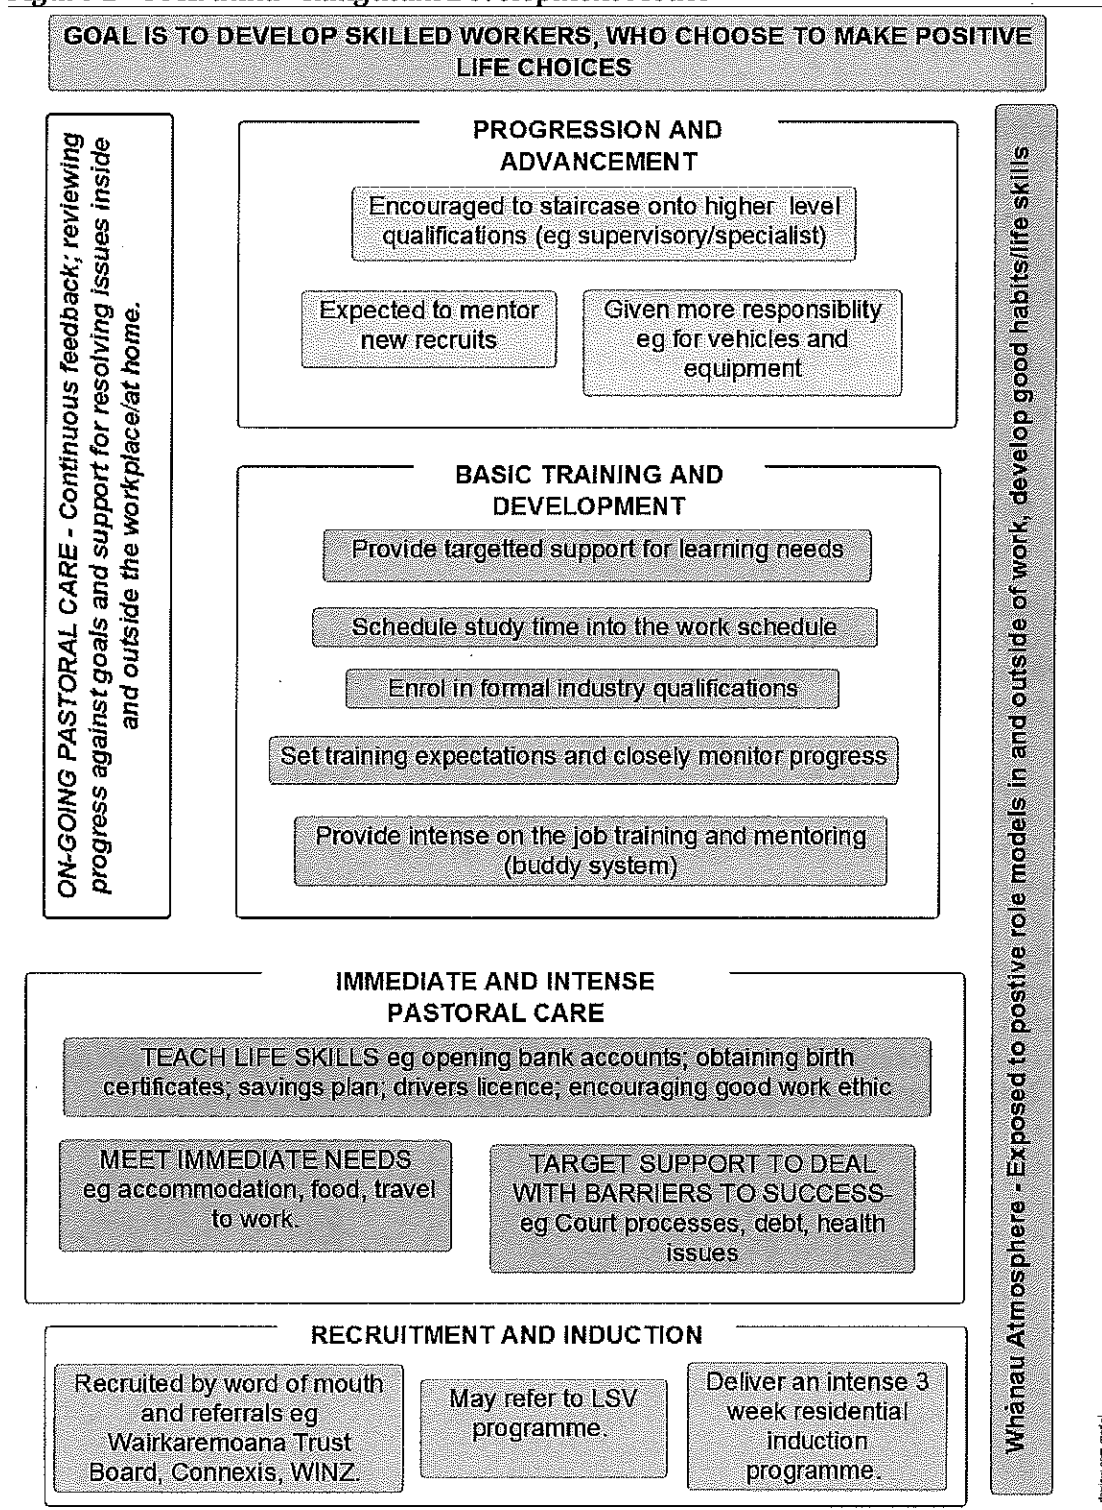 GOAL IS TO DEVELOP SKILLED WORKERS, WHO CHOOSE TO MAKE POSITIVE
LIFE CHOICES
ON-GOING PASTORAL CARE - Continuous feedback; reviewing
progress against goals and support for resolving issues inside
and outside the workplace/at home.
PROGRESSION AND
ADVANCEMENT
Encouraged to staircase onto higher level
qualifications (eg supervisory/specialist)
Expected to mentor
new recruits
Given more responsiblity
eg for vehicles and
equipment
BASIC TRAINING AND
DEVELOPMENT
Provide targetted support for learning needs
Schedule study time into the work schedule
Enrol in formal industry qualifications
Set training expectations and closely monitor progress
Provide intense on the job training and mentoring
(buddy system)
IMMEDIATE AND INTENSE
PASTORAL CARE
TEACH LIFE SKILLS eg opening bank accounts; obtaining birth
certificates; savings plan; drivers licence; encouraging good work ethic
MEET IMMEDIATE NEEDS
eg accommodation, food, travel
to work.
TARGET SUPPORT TO DEAL
WITH BARRIERS TO SUCCESS-
eg Court processes, debt, health
issues
RECRUITMENT AND INDUCTION
Recruited by word of mouth
and referrals eg
Wairkaremoana Trust
Board, Connexis, WINZ.
May refer to LSV
programme.
Deliver an intense 3
week residential
induction
programme.
Whànau Atmosphere - Exposed to postive role models in and outside of work, develop good habits/life skills